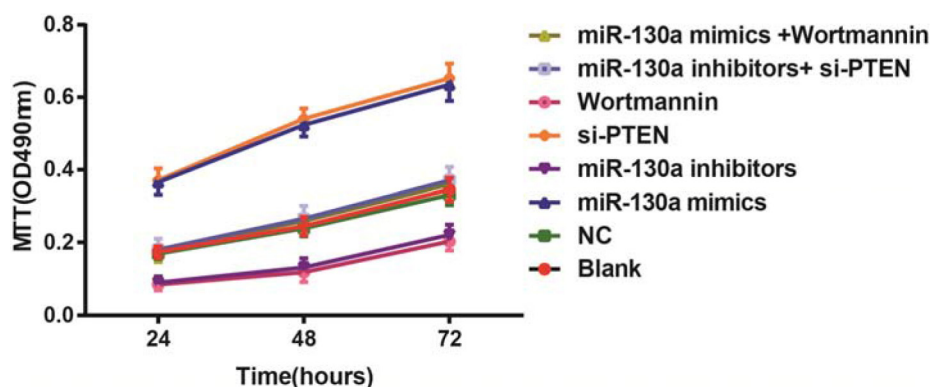 MTT(OD490nm)
0.8
0.6
0.4
0.2
0.0
24
48
72
Time(hours)
miR-130a mimics +Wortmannin
miR-130a inhibitors+ si-PTEN
Wortmannin
si-PTEN
miR-130a inhibitors
miR-130a mimics
NC
Blank